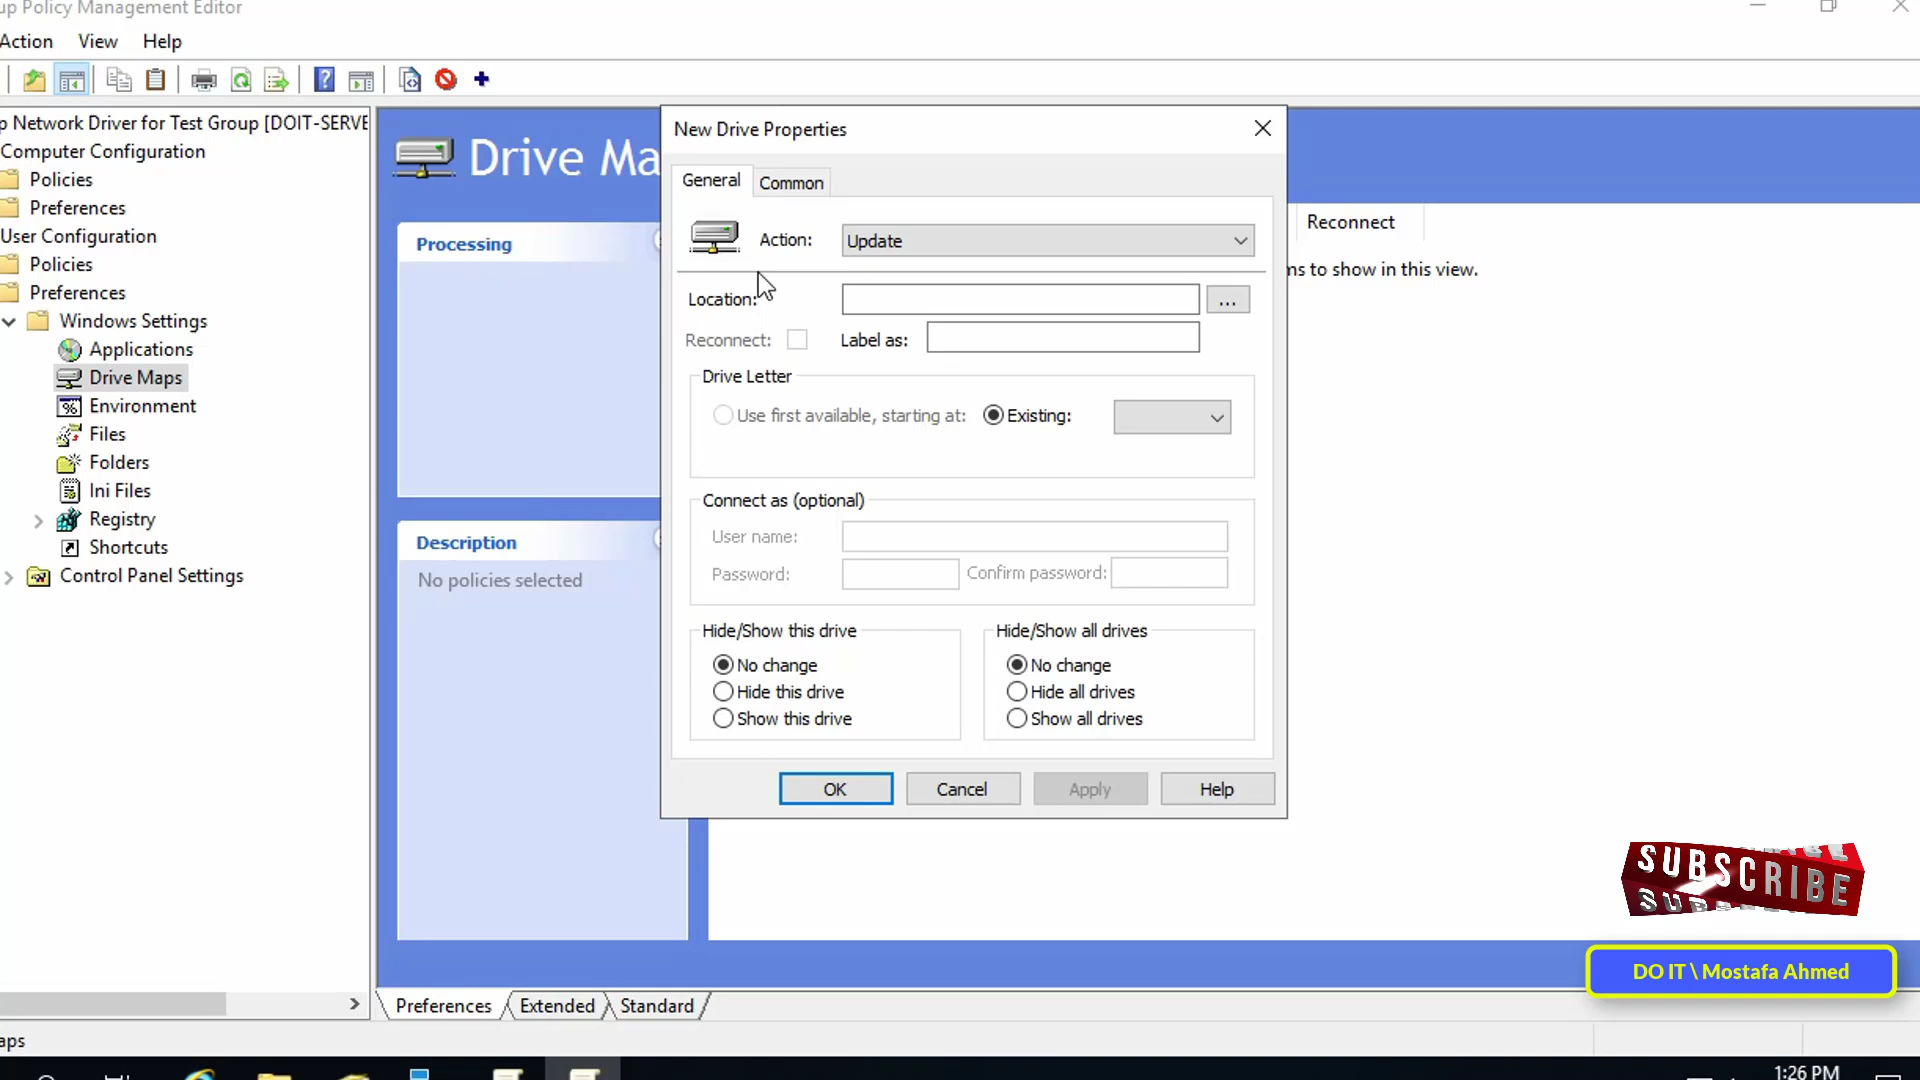 up Policy Management Editor
Action View Help
p Network Driver for Test Group [DOIT-SERVE
Computer Configuration
Policies
Preferences
User Configuration
Policies
Preferences
Windows Settings
Applications
Drive Maps
Environment
Files
Folders
Ini Files
Registry
Shortcuts
Control Panel Settings
Drive Ma
Processing
Description
No policies selected
New Drive Properties
General Common
Action: Update
Location: ...
Reconnect: Label as:
Drive Letter
Use first available, starting at: Existing:
Connect as (optional)
User name:
Password: Confirm password:
Hide/Show this drive
No change
Hide this drive
Show this drive
Hide/Show all drives
No change
Hide all drives
Show all drives
OK Cancel Apply Help
Reconnect
ms to show in this view.
SUBSCRIBE
DO IT \ Mostafa Ahmed
Preferences Extended Standard
aps
1:26 PM